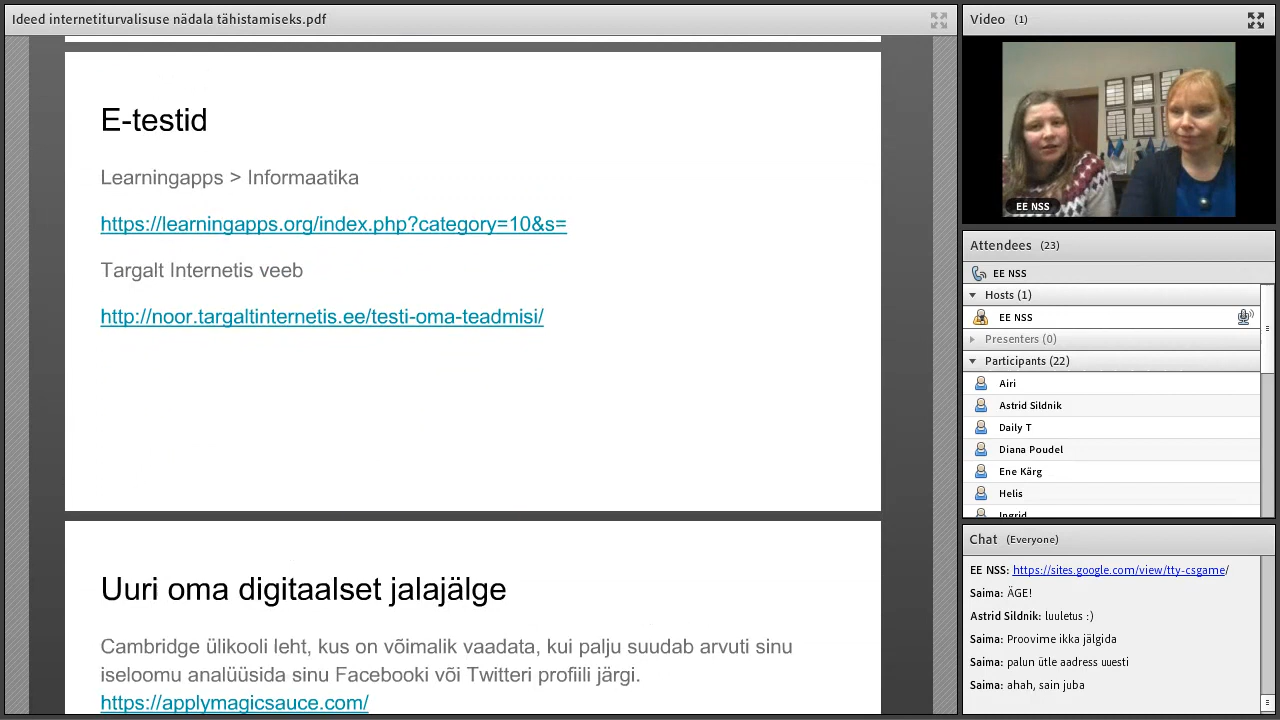 Ideed internetiturvalisuse nädala tähistamiseks.pdf
E-testid
Learningapps > Informaatika
https://learningapps.org/index.php?category=10&s=
Targalt Internetis veeb
http://noor.targaltinternetis.ee/testi-oma-teadmisi/
Uuri oma digitaalset jalajälge
Cambridge ülikooli leht, kus on võimalik vaadata, kui palju suudab arvuti sinu
iseloomu analüüsida sinu Facebooki või Twitteri profiili järgi.
https://applymagicsauce.com/
Video (1)
EE NSS
Attendees (23)
EE NSS
Hosts (1)
EE NSS
Presenters (0)
Participants (22)
Airi
Astrid Sildnik
Daily T
Diana Poudel
Ene Kärg
Helis
Ingrid
Chat (Everyone)
EE NSS: https://sites.google.com/view/tty-csgame/
Saima: ÄGE!
Astrid Sildnik: luuletus :)
Saima: Proovime ikka jälgida
Saima: palun ütle aadress uuesti
Saima: ahah, sain juba